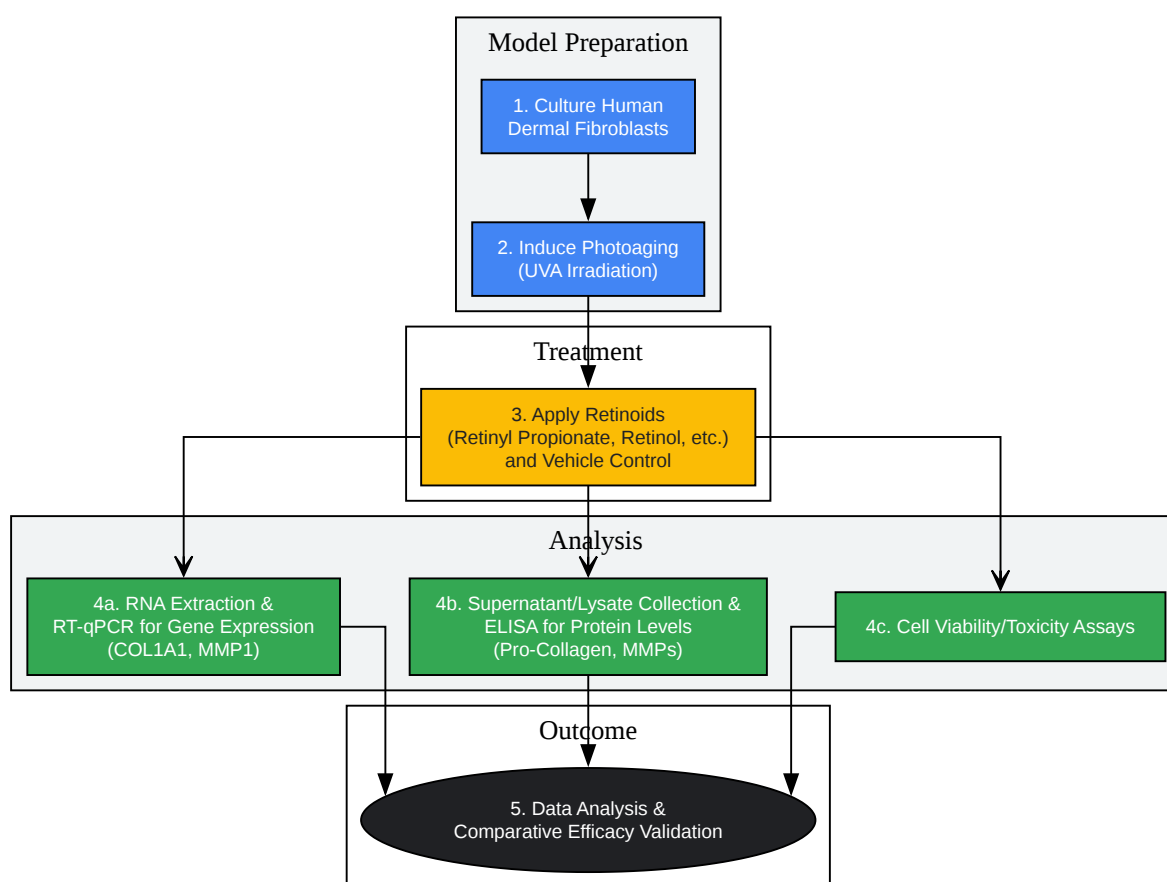 Model Preparation
1. Culture Human
Dermal Fibroblasts
2. Induce Photoaging
(UVA Irradiation)
Treatment
3. Apply Retinoids
(Retinyl Propionate, Retinol, etc.)
and Vehicle Control
Analysis
4a. RNA Extraction &
RT-qPCR for Gene Expression
(COL1A1, MMP1)
4b. Supernatant/Lysate Collection &
ELISA for Protein Levels
(Pro-Collagen, MMPs)
4c. Cell Viability/Toxicity Assays
Outcome
5. Data Analysis &
Comparative Efficacy Validation